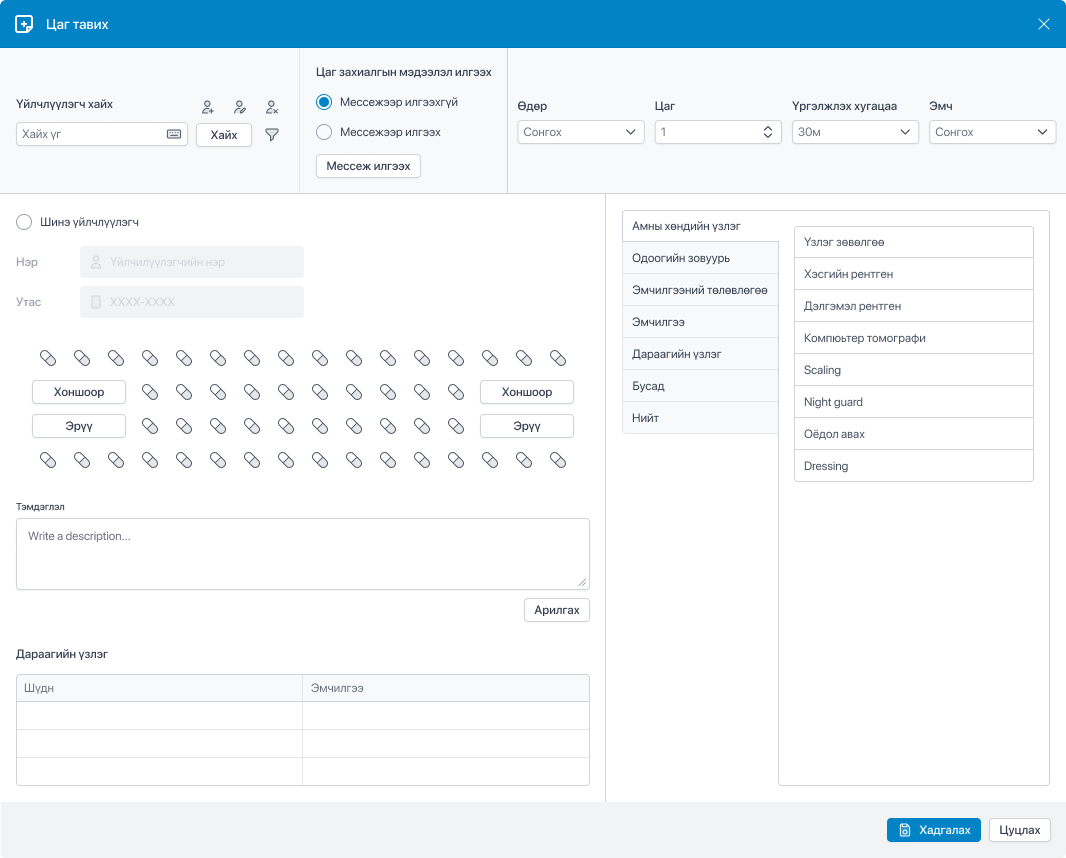 Цаг тавих
Үйлчлүүлэгч хайх
Хайх үг
Хайх
Цаг захиалгын мэдээлэл илгээх
Мессежээр илгээхгүй
Мессежээр илгээх
Мессеж илгээх
Өдөр
Цаг
Үргэлжлэх хугацаа
Эмч
Сонгох
1
30м
Сонгох
Шинэ үйлчлүүлэгч
Нэр
Үйлчилүүлэгчийн нэр
Утас
XXXX-XXXX
Хоншоор
Хоншоор
Эрүү
Эрүү
Тэмдэглэл
Write a description...
Арилгах
Дараагийн үзлэг
Шүдн
Эмчилгээ
Амны хөндийн үзлэг
Одоогийн зовуурь
Эмчилгээний төлөвлөгөө
Эмчилгээ
Дараагийн үзлэг
Бусад
Нийт
Үзлэг зөвөлгөө
Хэсгийн рентген
Дэлгэмэл рентген
Компьютер томографи
Scaling
Night guard
Оёдол авах
Dressing
Хадгалах
Цуцлах